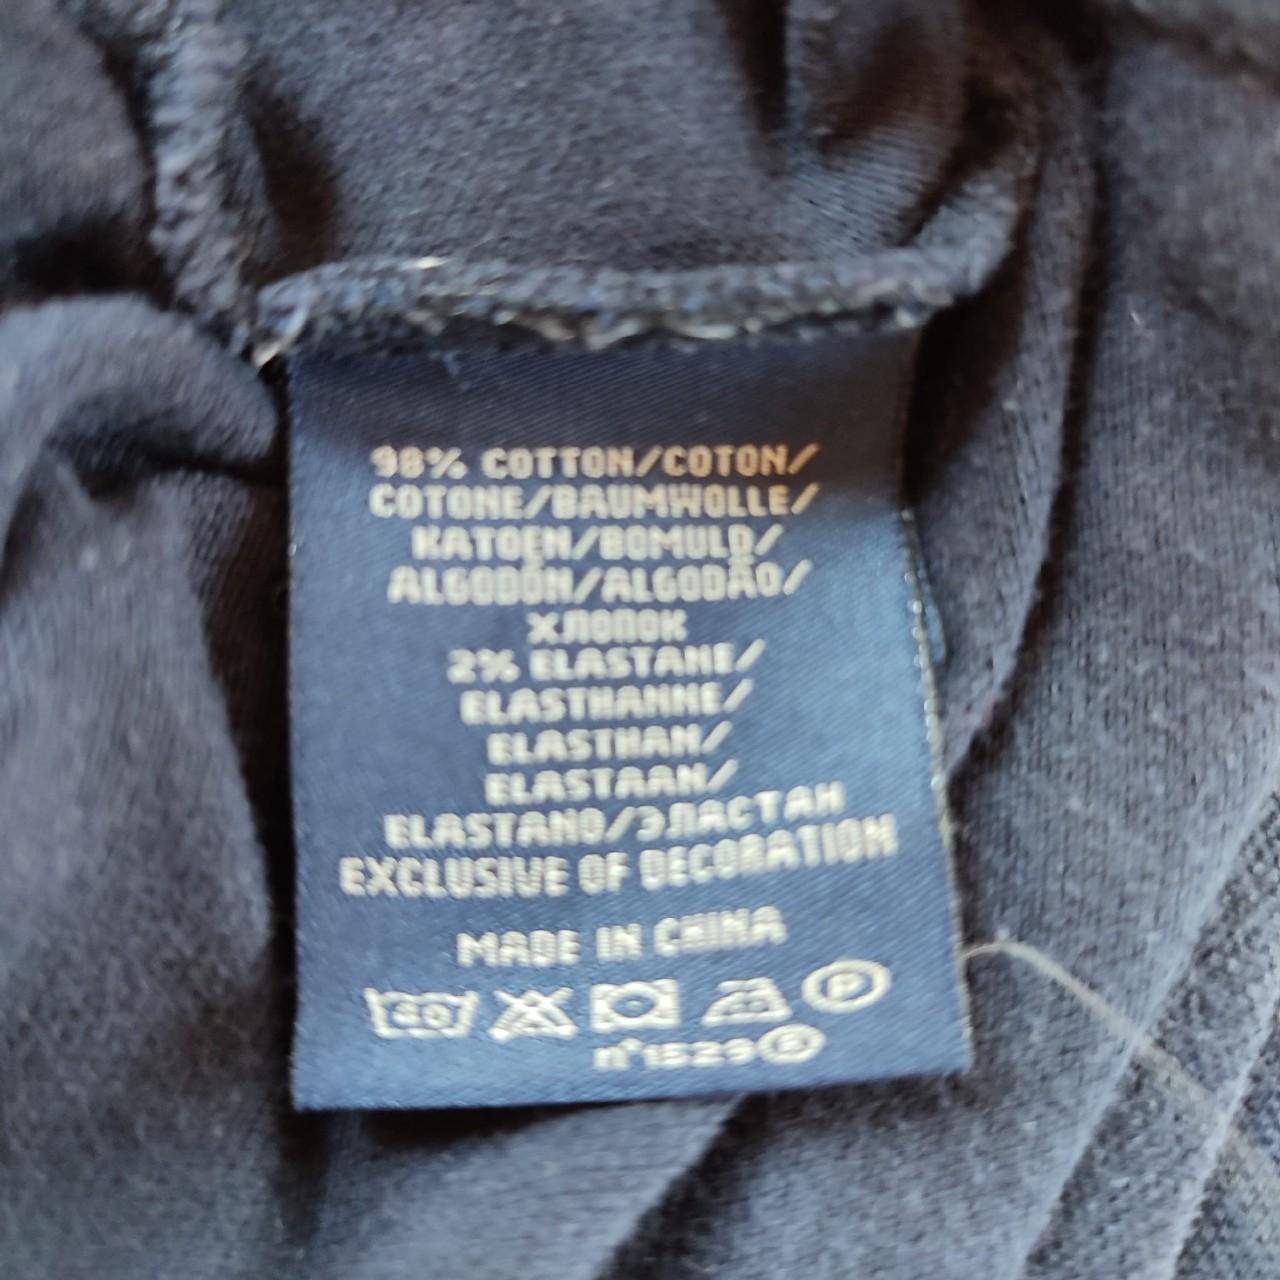 98% COTTON/COTON/
COTONE/BAUMWOLLE/
KATOEN/BOMULD/
ALGODÓN/ALGODÃO/
ХЛОПОК
2% ELASTANE/
ELASTHANNE/
ELASTHAN/
ELASTAAN/
ELASTANO/ЭЛАСТАН
EXCLUSIVE OF DECORATION
MADE IN CHINA
40 P
n°1529®